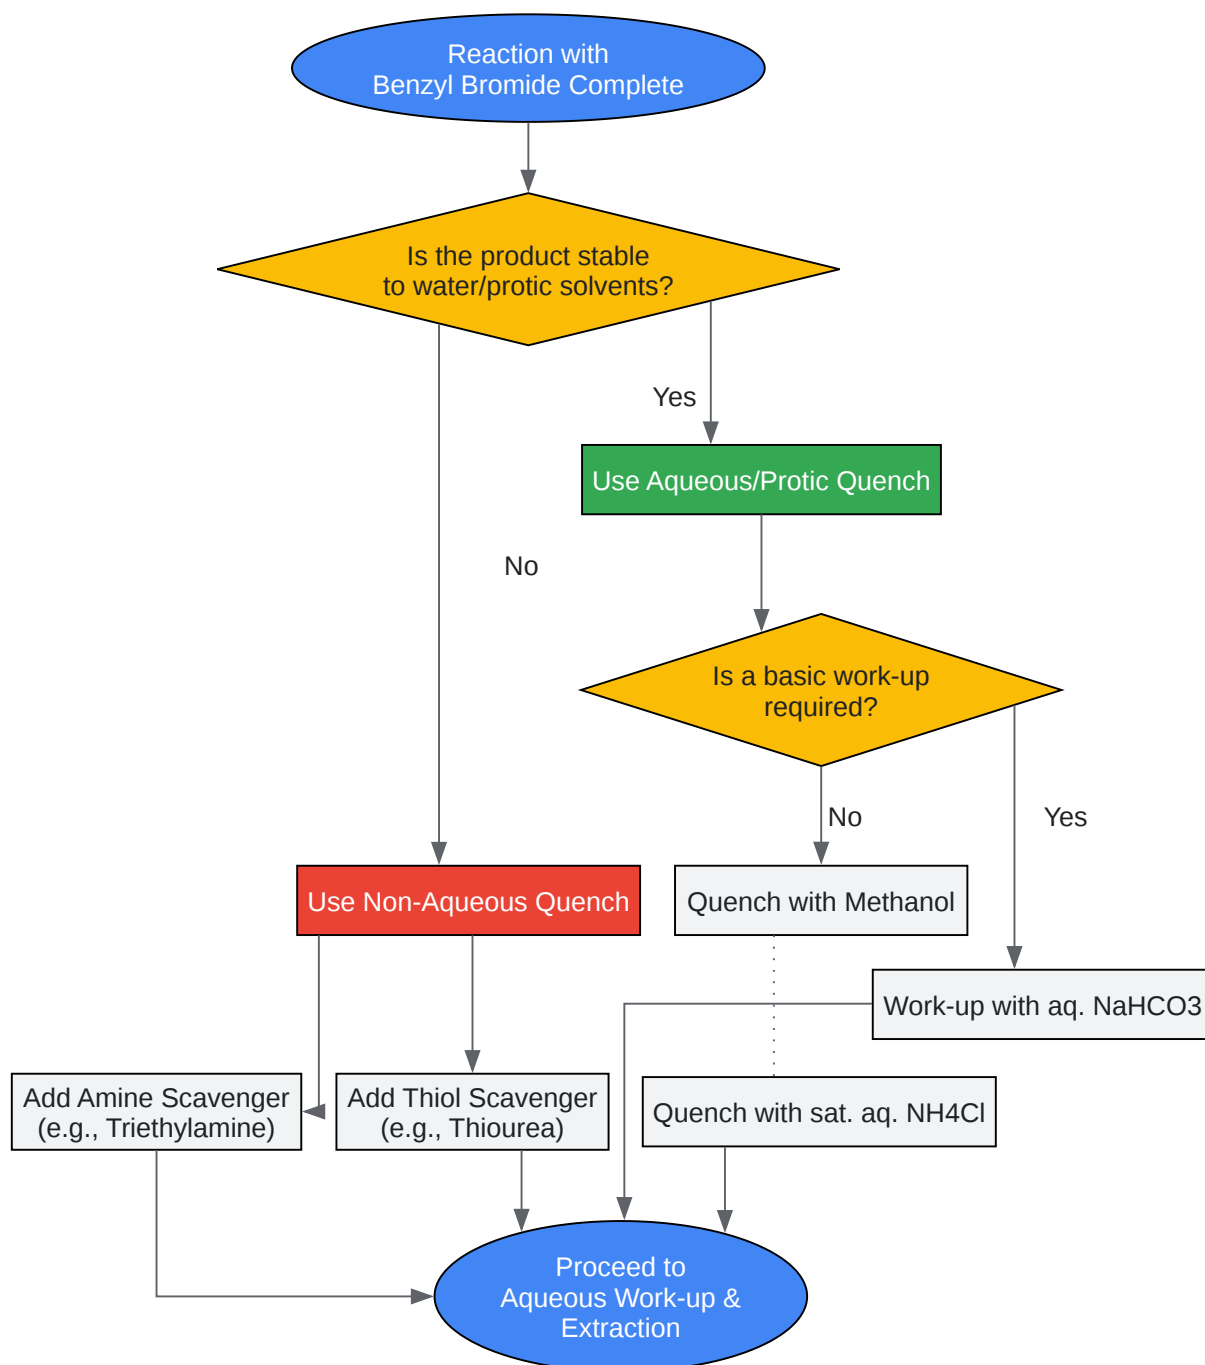 Reaction with
Benzyl Bromide Complete
Is the product stable
to water/protic solvents?
Yes
Use Aqueous/Protic Quench
No
Is a basic work-up
required?
No
Yes
Use Non-Aqueous Quench
Quench with Methanol
Work-up with aq. NaHCO3
Add Amine Scavenger
(e.g., Triethylamine)
Add Thiol Scavenger
(e.g., Thiourea)
Quench with sat. aq. NH4Cl
Proceed to
Aqueous Work-up &
Extraction